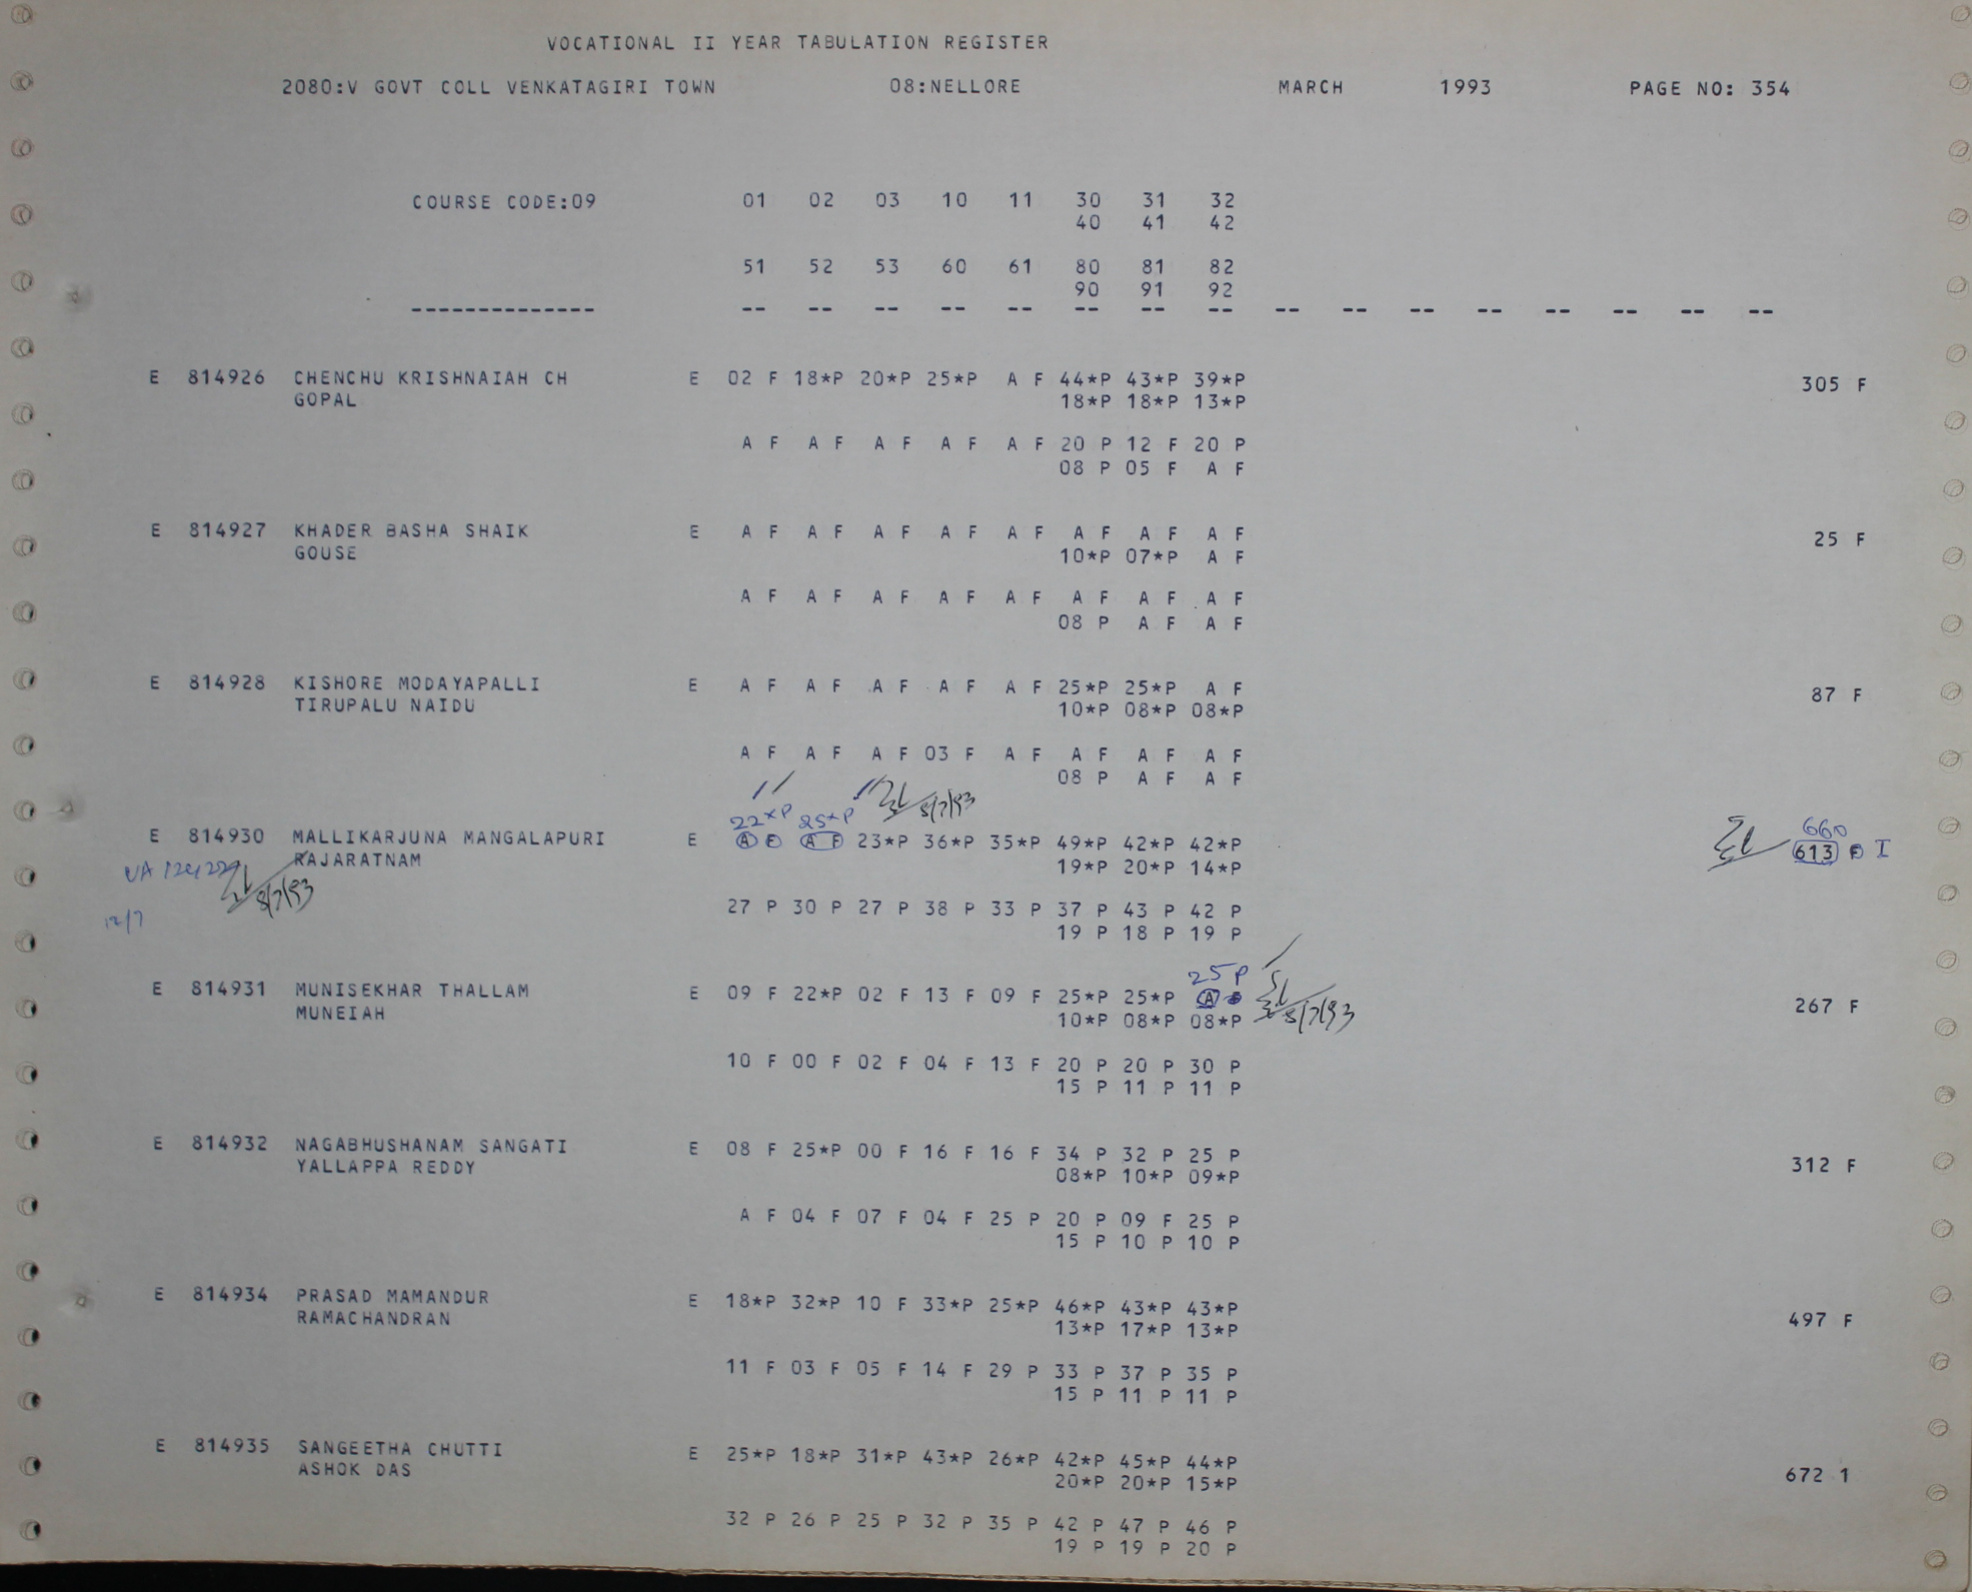 VOCATIONAL II YEAR TABULATION REGISTER
2080:V GOVT COLL VENKATAGIRI TOWN 08:NELLORE MARCH 1993 PAGE NO: 354
COURSE CODE:09 01 02 03 10 11 30 31 32
40 41 42
51 52 53 60 61 80 81 82
90 91 92
-------------- -- -- -- -- -- -- -- -- -- -- -- -- -- -- -- --
E 814926 CHENCHU KRISHNAIAH CH E 02 F 18*P 20*P 25*P A F 44*P 43*P 39*P 305 F
GOPAL 18*P 18*P 13*P
A F A F A F A F A F 20 P 12 F 20 P
08 P 05 F A F
E 814927 KHADER BASHA SHAIK E A F A F A F A F A F A F A F A F 25 F
GOUSE 10*P 07*P A F
A F A F A F A F A F A F A F A F
08 P A F A F
E 814928 KISHORE MODAYAPALLI E A F A F A F A F A F 25*P 25*P A F 87 F
TIRUPALU NAIDU 10*P 08*P 08*P
A F A F A F 03 F A F A F A F A F
08 P A F A F
8/7/93
22*P 25*P 660
E 814930 MALLIKARJUNA MANGALAPURI E A F A F 23*P 36*P 35*P 49*P 42*P 42*P 613 F I
RAJARATNAM 19*P 20*P 14*P
8/7/93
12/7
27 P 30 P 27 P 38 P 33 P 37 P 43 P 42 P
19 P 18 P 19 P
25 P
E 814931 MUNISEKHAR THALLAM E 09 F 22*P 02 F 13 F 09 F 25*P 25*P A F 267 F
MUNEIAH 10*P 08*P 08*P 8/7/93
10 F 00 F 02 F 04 F 13 F 20 P 20 P 30 P
15 P 11 P 11 P
E 814932 NAGABHUSHANAM SANGATI E 08 F 25*P 00 F 16 F 16 F 34 P 32 P 25 P 312 F
YALLAPPA REDDY 08*P 10*P 09*P
A F 04 F 07 F 04 F 25 P 20 P 09 F 25 P
15 P 10 P 10 P
E 814934 PRASAD MAMANDUR E 18*P 32*P 10 F 33*P 25*P 46*P 43*P 43*P 497 F
RAMACHANDRAN 13*P 17*P 13*P
11 F 03 F 05 F 14 F 29 P 33 P 37 P 35 P
15 P 11 P 11 P
E 814935 SANGEETHA CHUTTI E 25*P 18*P 31*P 43*P 26*P 42*P 45*P 44*P 672 1
ASHOK DAS 20*P 20*P 15*P
32 P 26 P 25 P 32 P 35 P 42 P 47 P 46 P
19 P 19 P 20 P